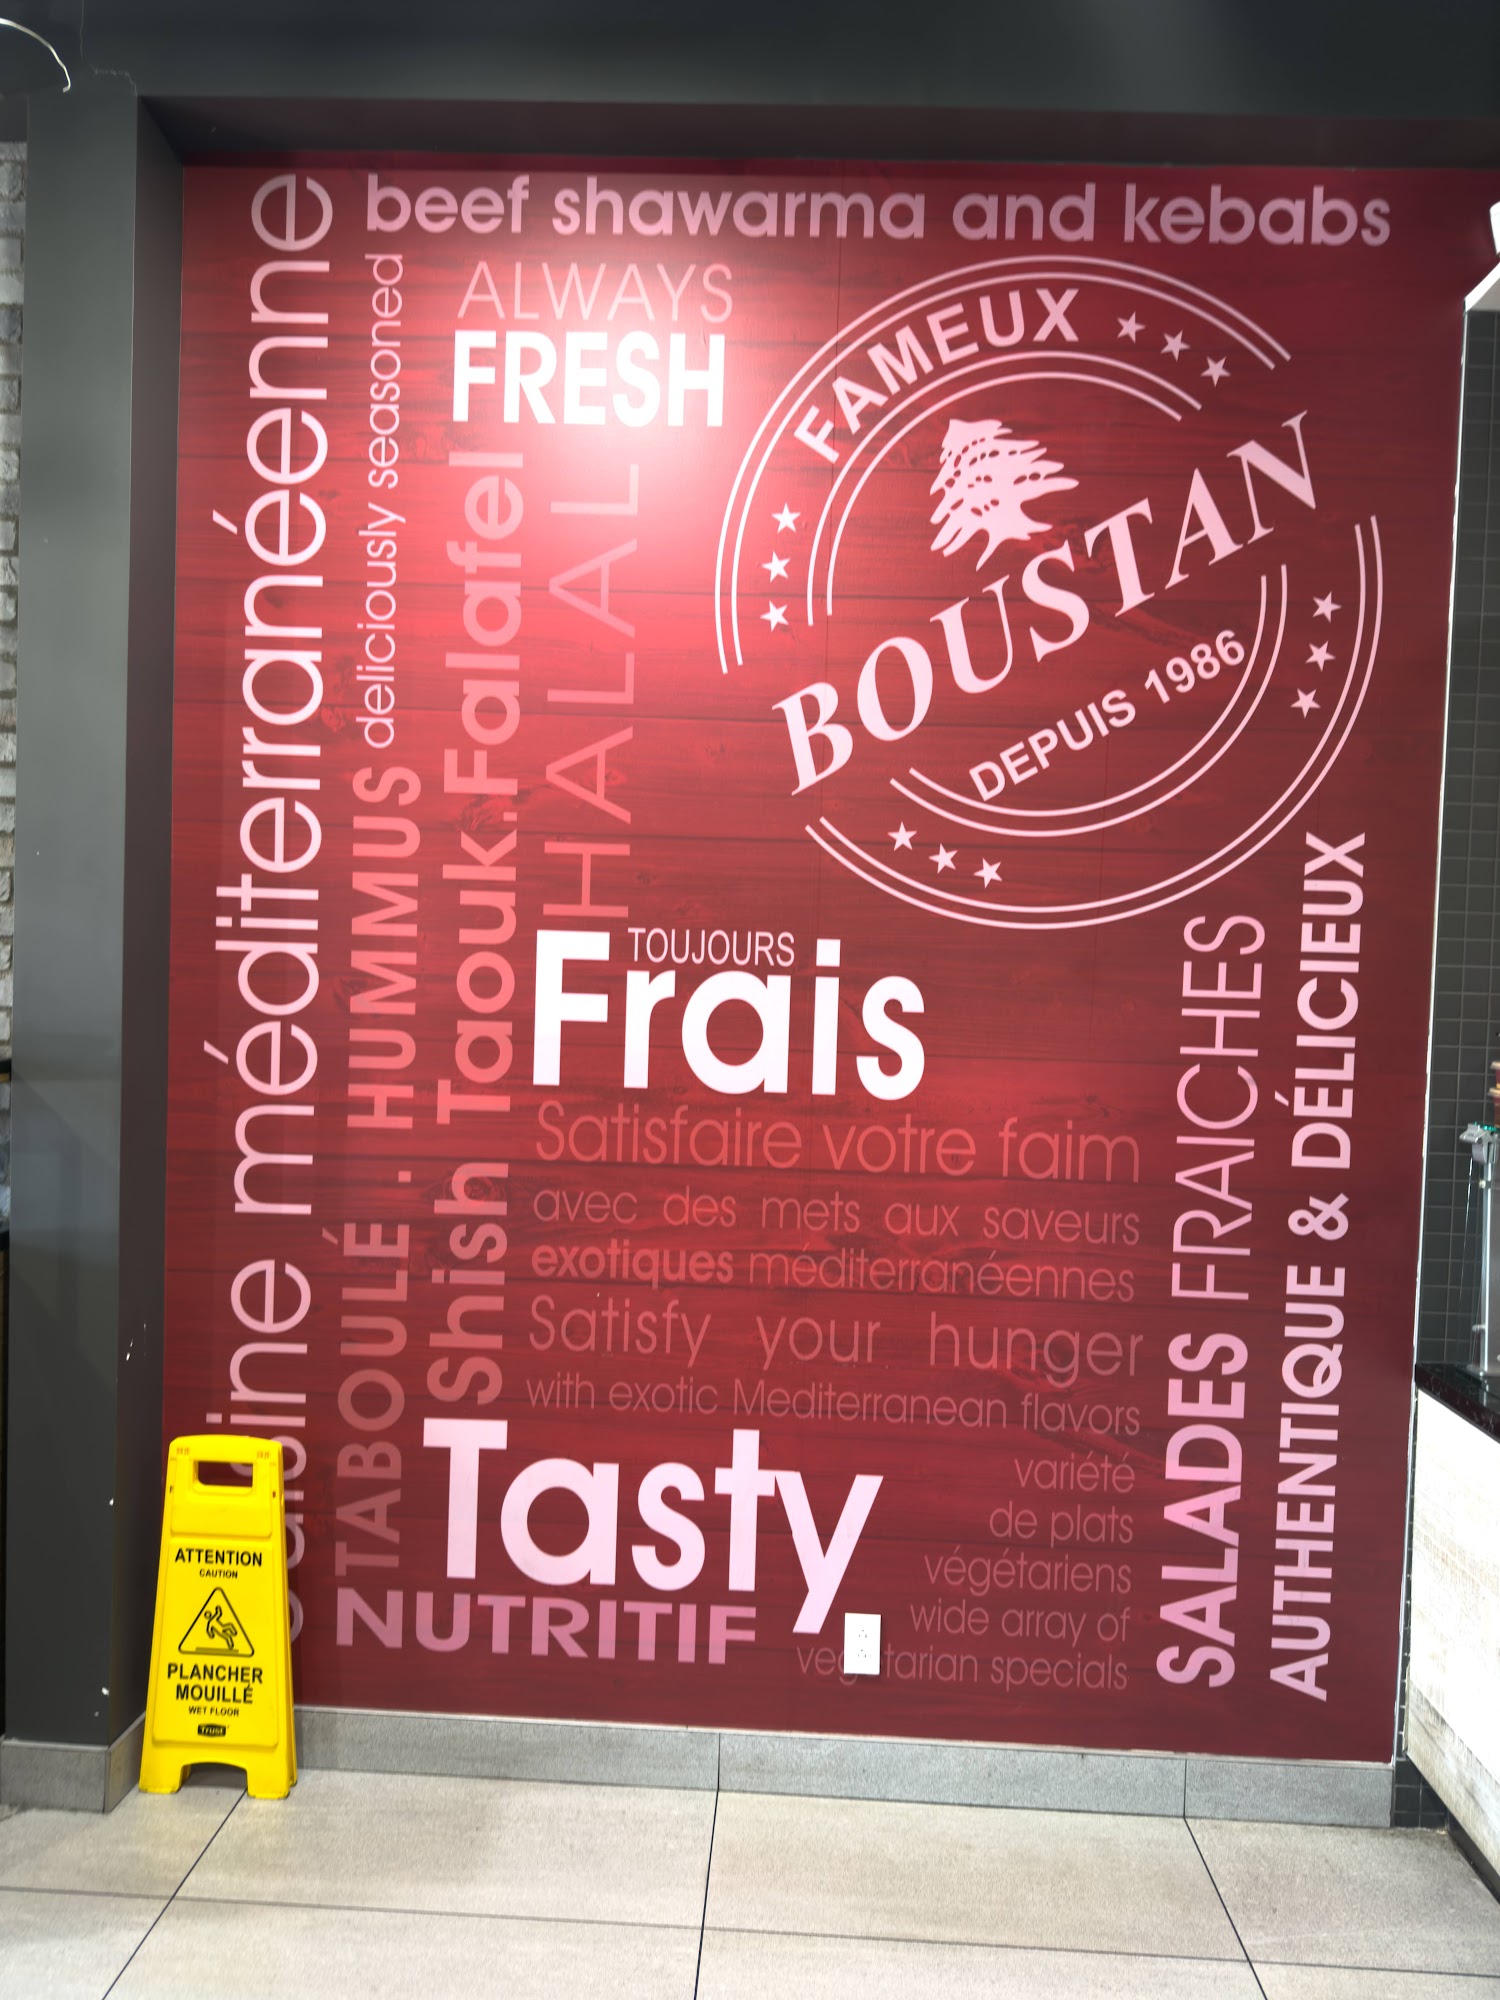 beef shawarma and kebabs
cuisine méditerranéenne
deliciously seasoned
TABOULÉ . HUMMUS
Shish Taouk.Falafel
ALWAYS
FRESH
HALAL
FAMEUX
BOUSTAN
DEPUIS 1986
TOUJOURS
Frais
Satisfaire votre faim
avec des mets aux saveurs
exotiques méditerranéennes
Satisfy your hunger
with exotic Mediterranean flavors
Tasty
NUTRITIF
variété
de plats
végétariens
wide array of
vegetarian specials
SALADES FRAICHES
AUTHENTIQUE & DÉLICIEUX
ATTENTION
CAUTION
PLANCHER
MOUILLÉ
WET FLOOR
Trust